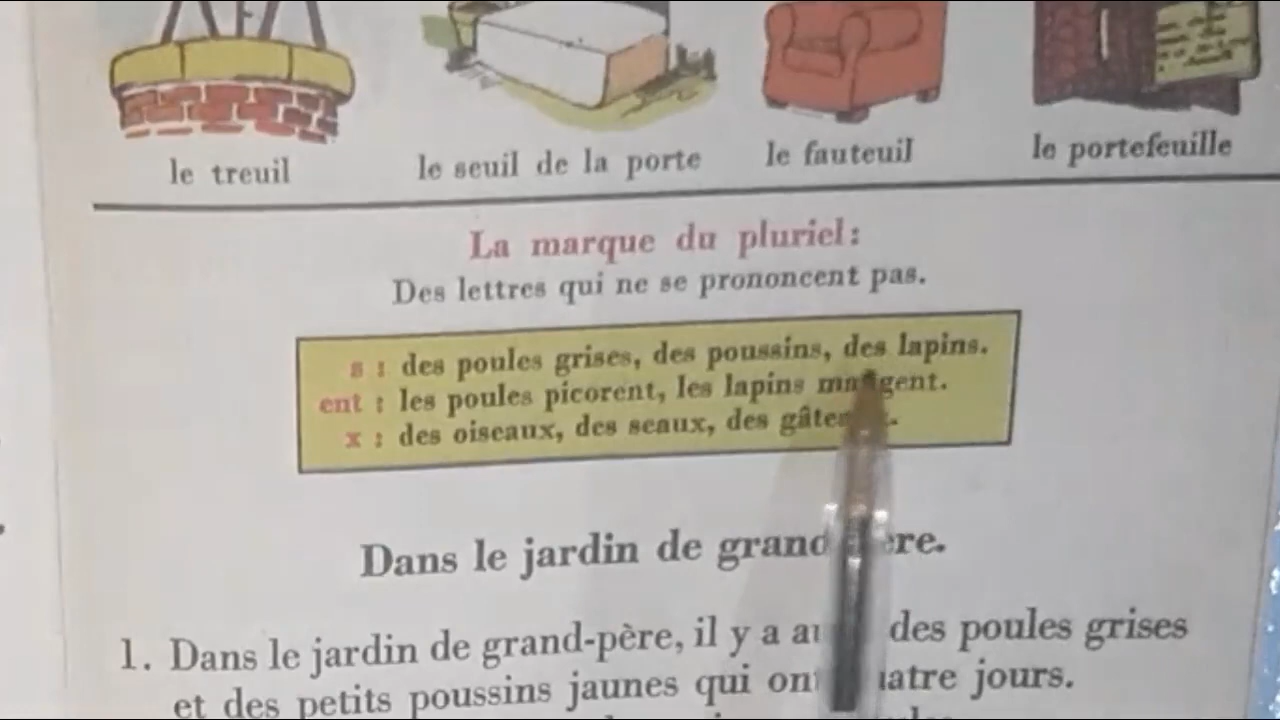 le treuil le seuil de la porte le fauteuil le portefeuille
La marque du pluriel:
Des lettres qui ne se prononcent pas.
s : des poules grises, des poussins, des lapins.
ent : les poules picorent, les lapins mangent.
x : des oiseaux, des seaux, des
Dans le jardin de
1. Dans le jardin de grand-père, il y a des poules grises
et des petits poussins jaunes qui jours.